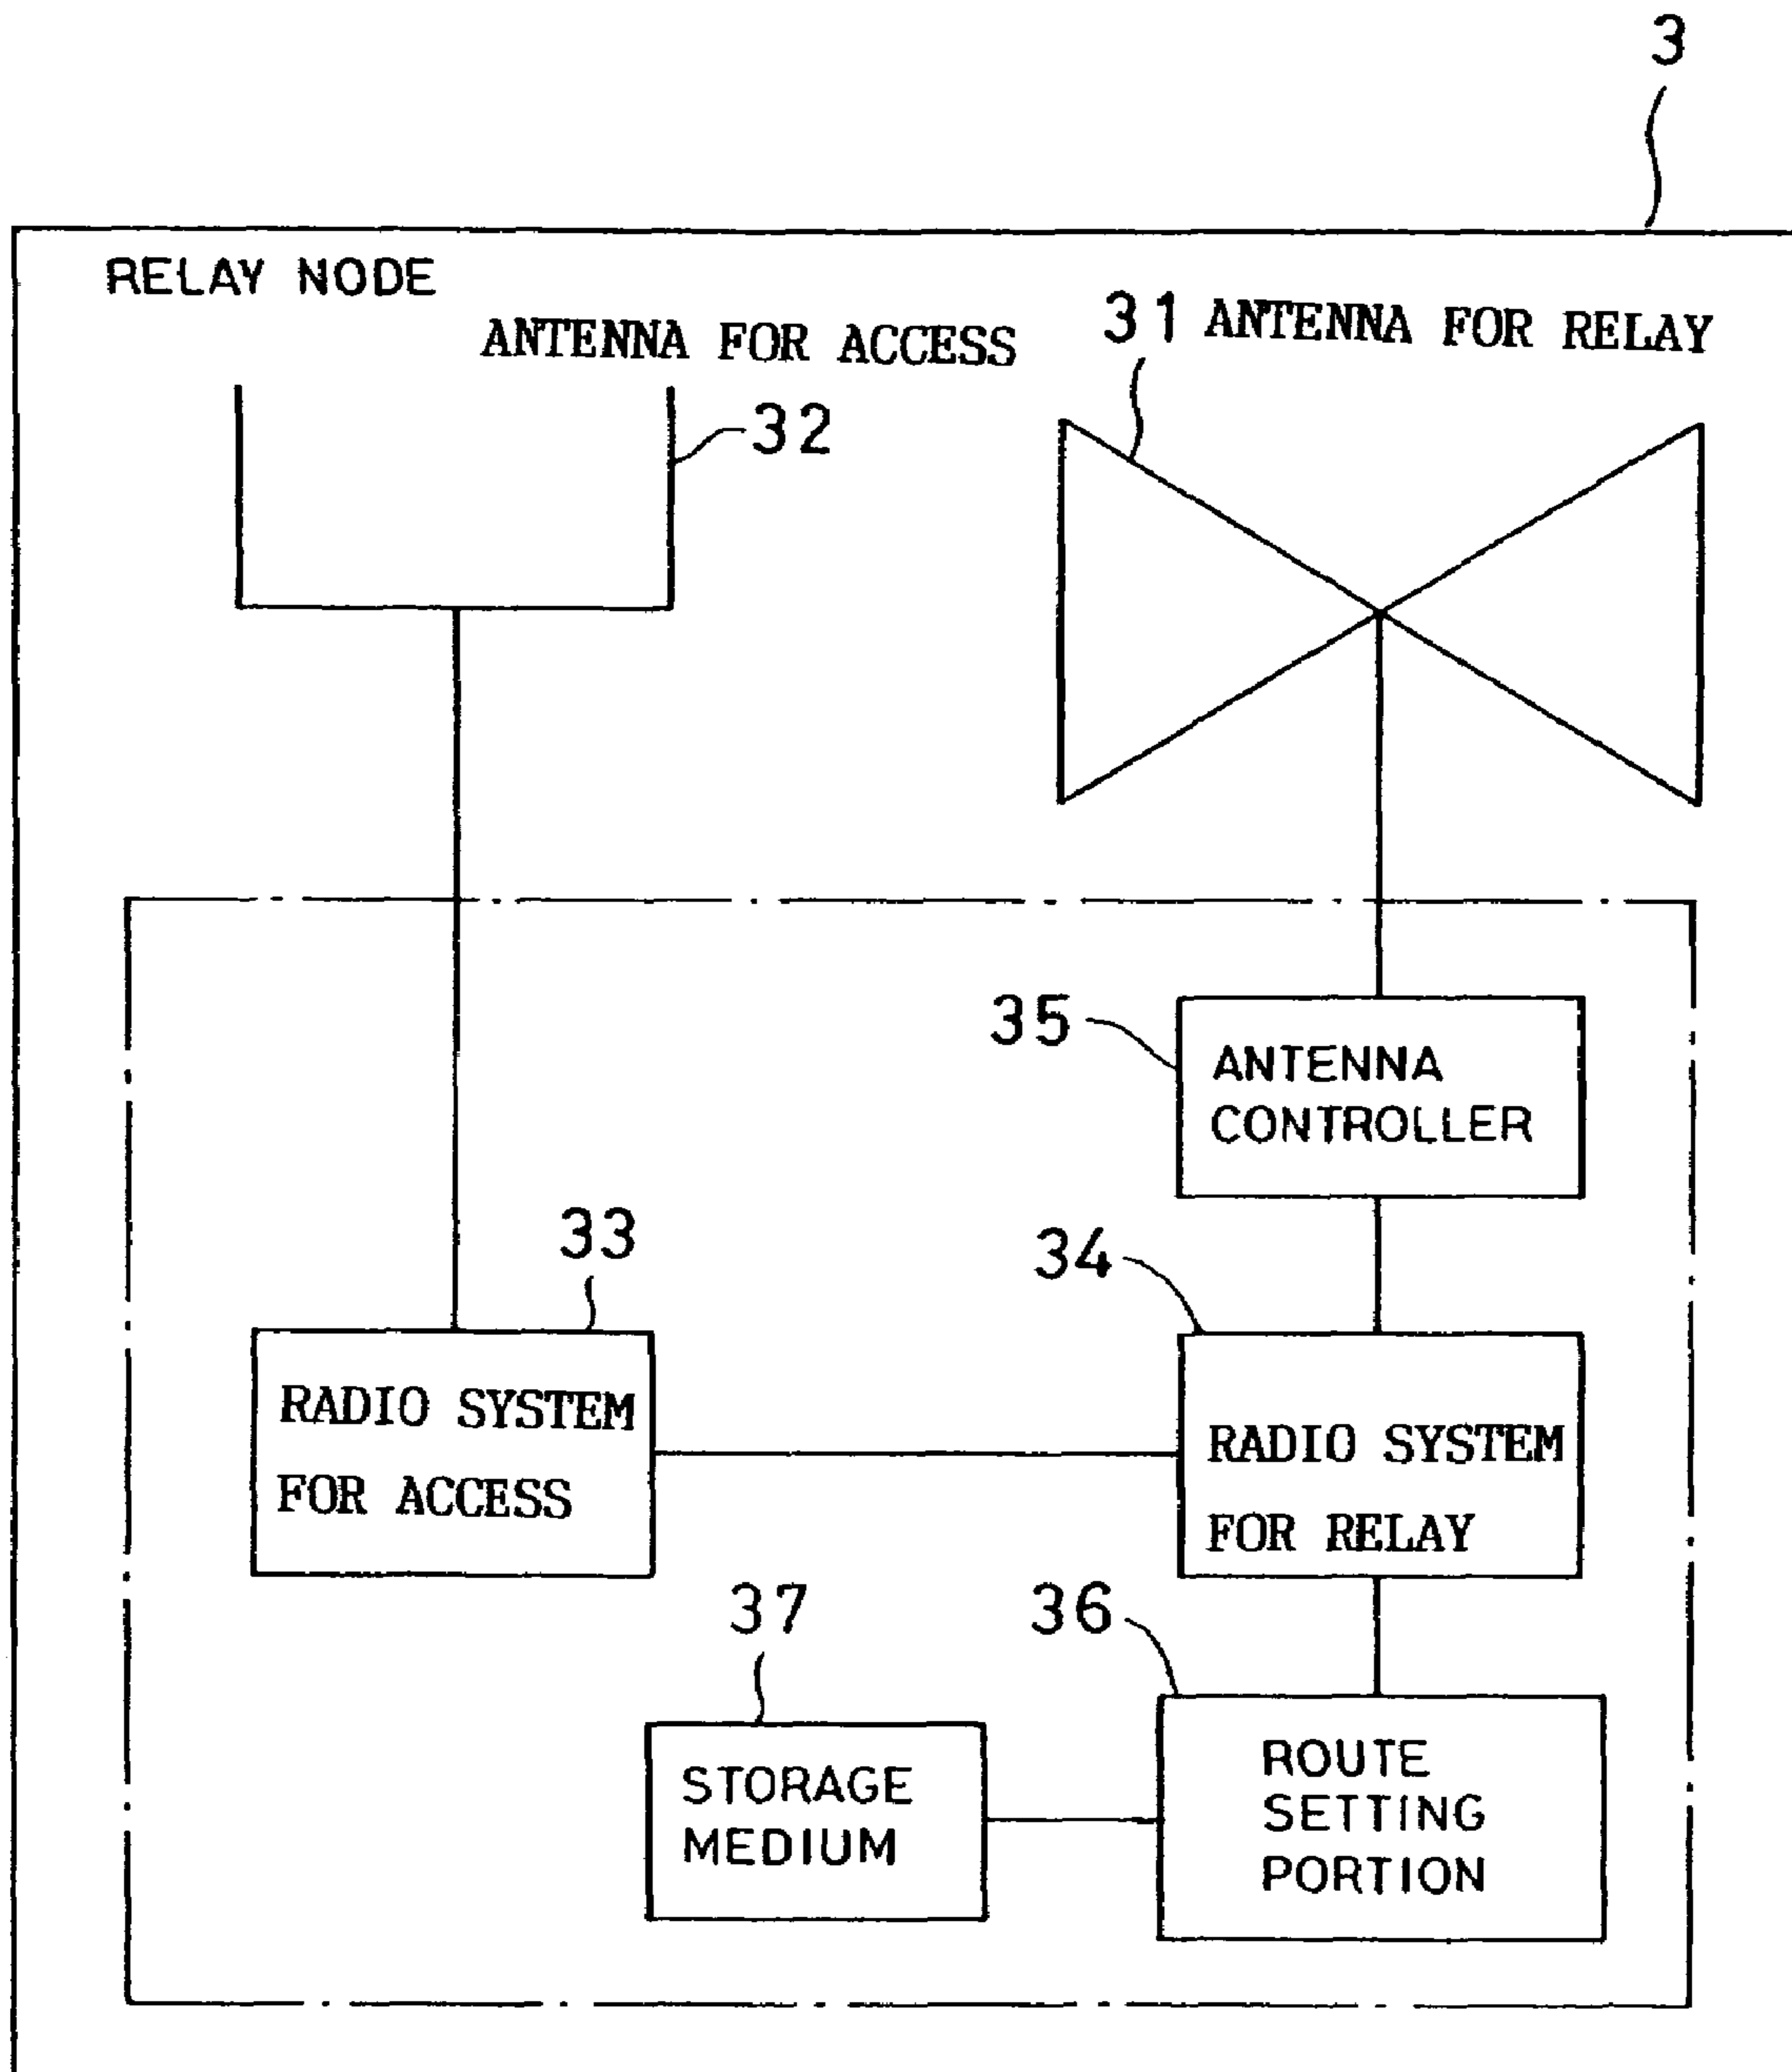 3
RELAY NODE
ANTENNA FOR ACCESS
31 ANTENNA FOR RELAY
32
35
ANTENNA
CONTROLLER
33
34
RADIO SYSTEM
FOR ACCESS
RADIO SYSTEM
FOR RELAY
37
36
STORAGE
MEDIUM
ROUTE
SETTING
PORTION